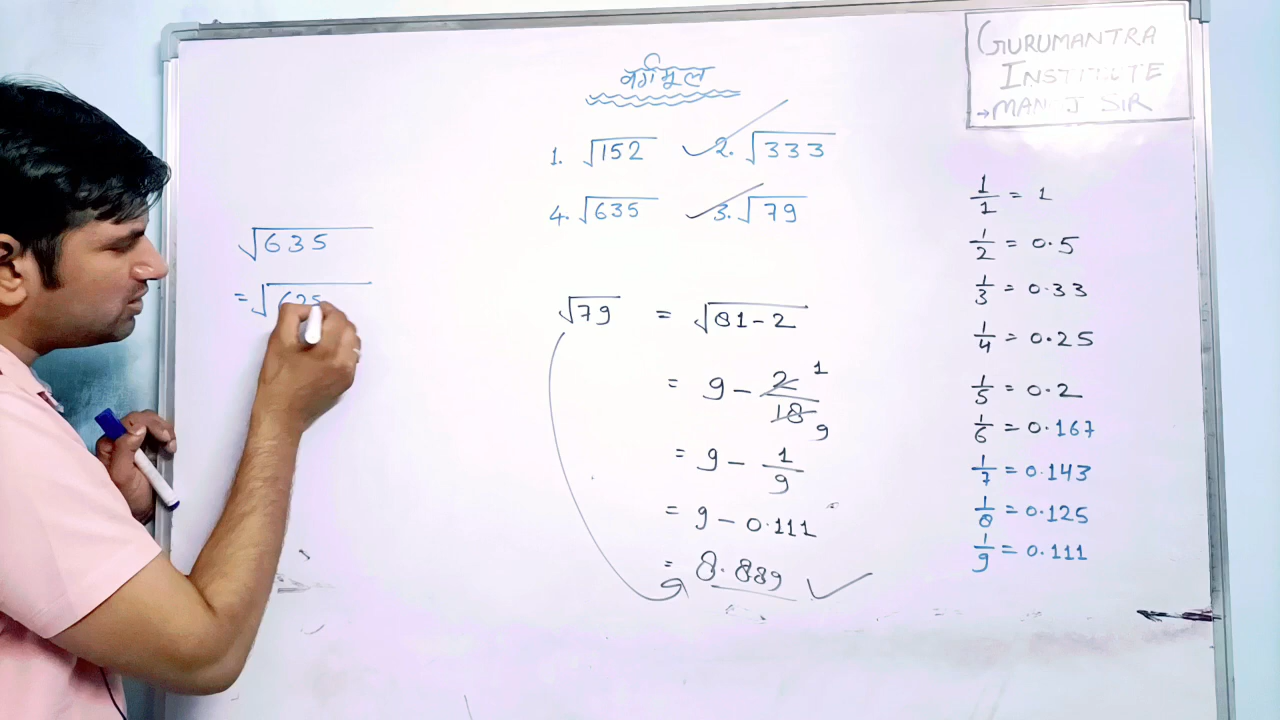 वर्गमूल
1. √152 2. √333
4. √635 3. √79
GURUMANTRA
INSTITUTE
→ MAN J SIR
√635
= √625
√79 = √81-2
= 9 - 2/18 1 9
= 9 - 1/9
= 9 - 0.111
= 8.889
1/1 = 1
1/2 = 0.5
1/3 = 0.33
1/4 = 0.25
1/5 = 0.2
1/6 = 0.167
1/7 = 0.143
1/8 = 0.125
1/9 = 0.111